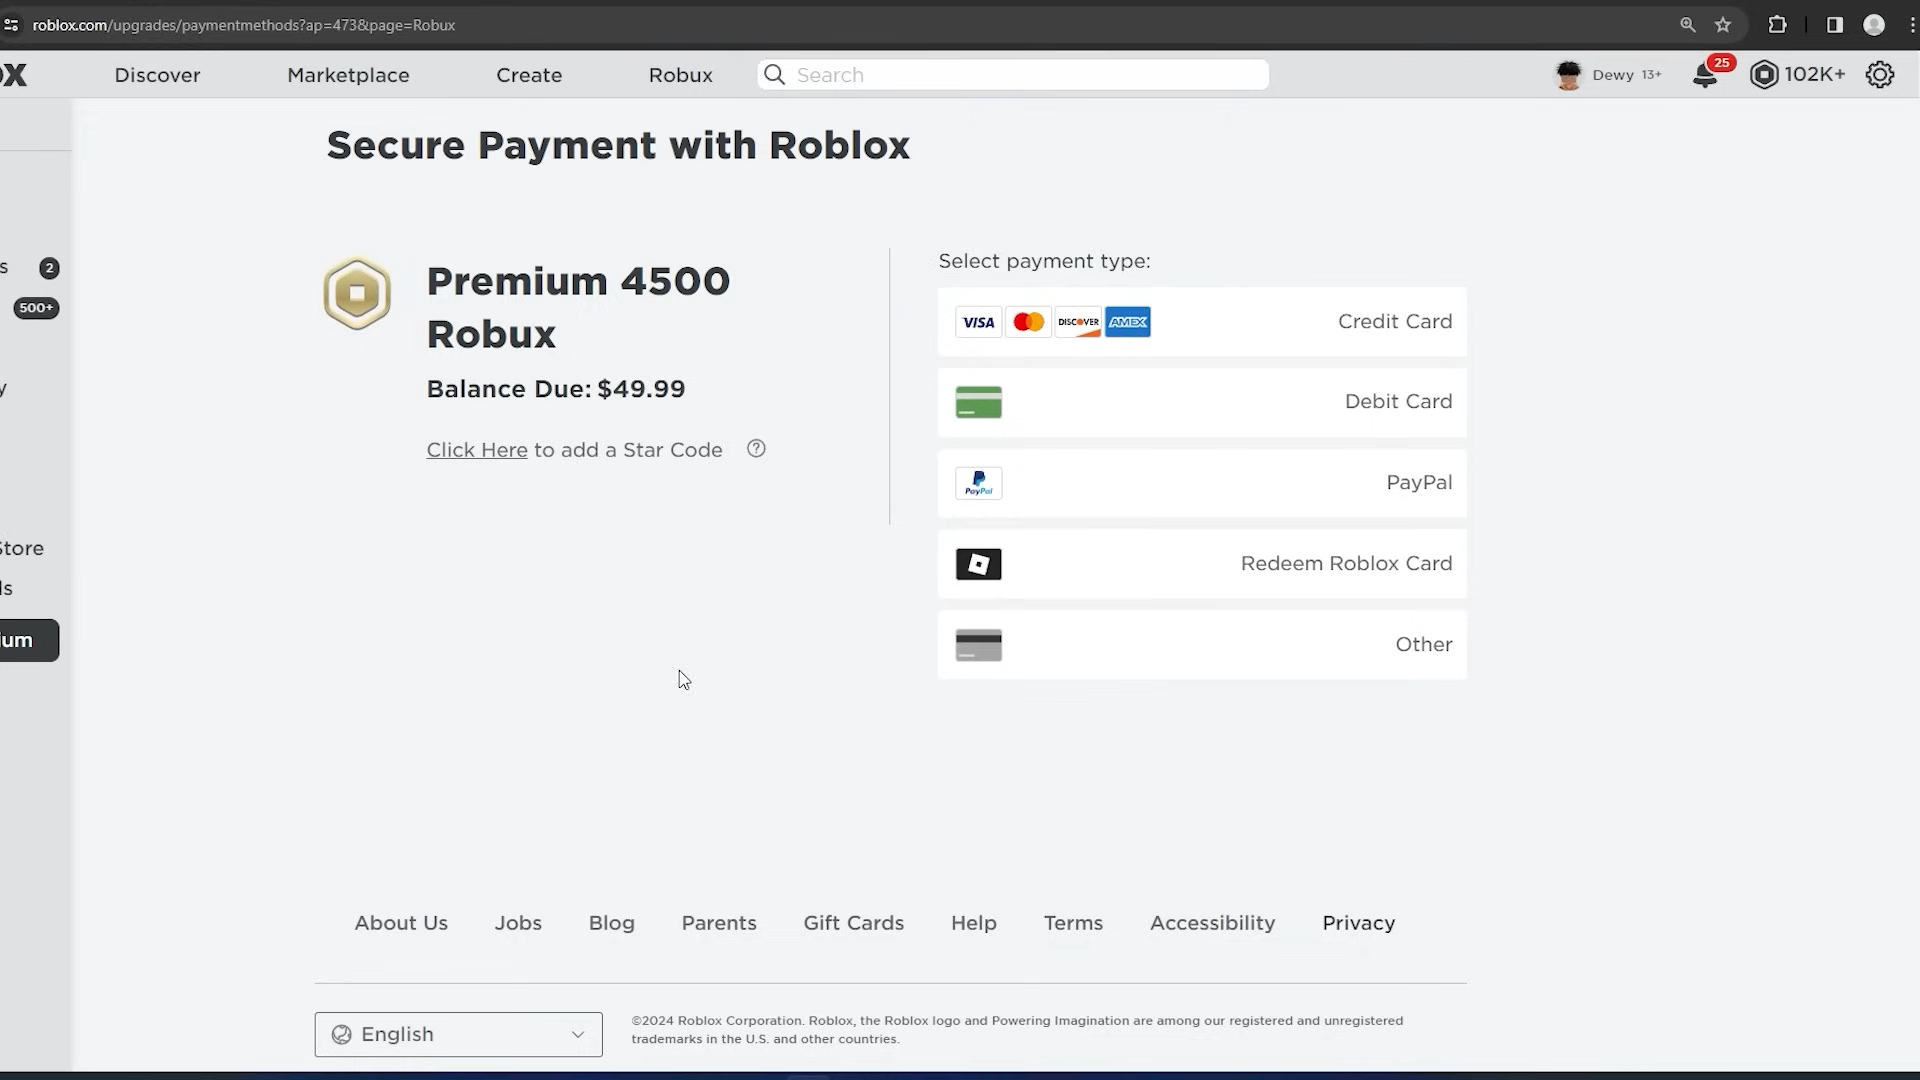 roblox.com/upgrades/paymentmethods?ap=473&page=Robux
OX
Discover
Marketplace
Create
Robux
Search
Dewy 13+
25
102K+
s
2
500+
y
Store
ls
ium
Secure Payment with Roblox
Premium 4500
Robux
Balance Due: $49.99
Click Here to add a Star Code
Select payment type:
VISA
DISCOVER
AMEX
Credit Card
Debit Card
PayPal
PayPal
Redeem Roblox Card
Other
About Us
Jobs
Blog
Parents
Gift Cards
Help
Terms
Accessibility
Privacy
English
©2024 Roblox Corporation. Roblox, the Roblox logo and Powering Imagination are among our registered and unregistered
trademarks in the U.S. and other countries.